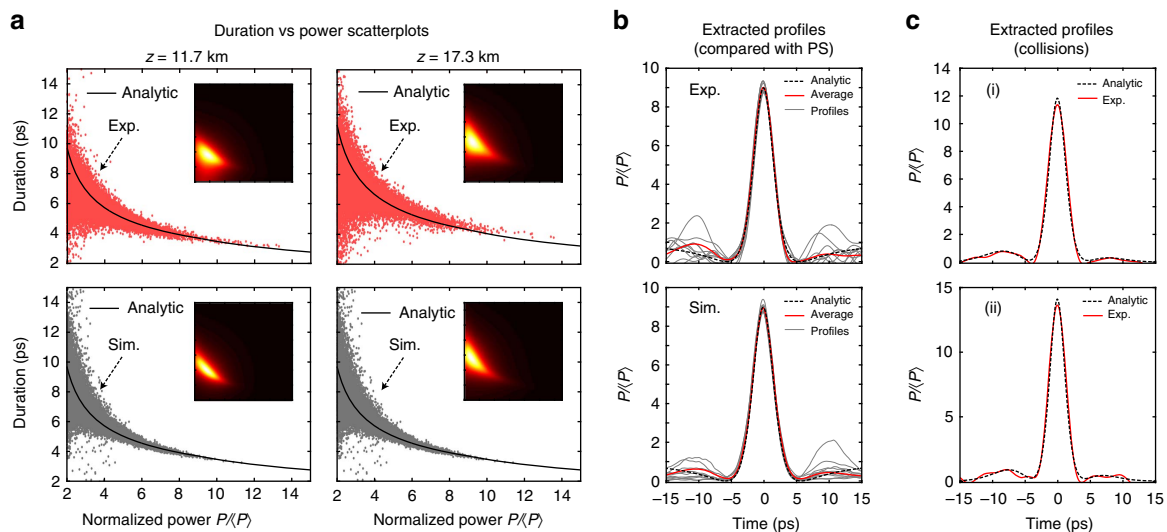 a
Duration vs power scatterplots
z = 11.7 km
z = 17.3 km
Duration (ps)
14
12
10
8
6
4
2
Analytic
Exp.
Analytic
Exp.
Duration (ps)
14
12
10
8
6
4
2
Analytic
Sim.
Analytic
Sim.
2 4 6 8 10 12 14
2 4 6 8 10 12 14
Normalized power P/⟨P⟩
Normalized power P/⟨P⟩
b
Extracted profiles
(compared with PS)
P/⟨P⟩
10
8
6
4
2
0
Exp.
Analytic
Average
Profiles
P/⟨P⟩
10
8
6
4
2
0
Sim.
Analytic
Average
Profiles
−15 −10 −5 0 5 10 15
Time (ps)
c
Extracted profiles
(collisions)
P/⟨P⟩
14
12
10
8
6
4
2
0
(i)
Analytic
Exp.
P/⟨P⟩
15
10
5
0
(ii)
Analytic
Exp.
−15 −10 −5 0 5 10 15
Time (ps)